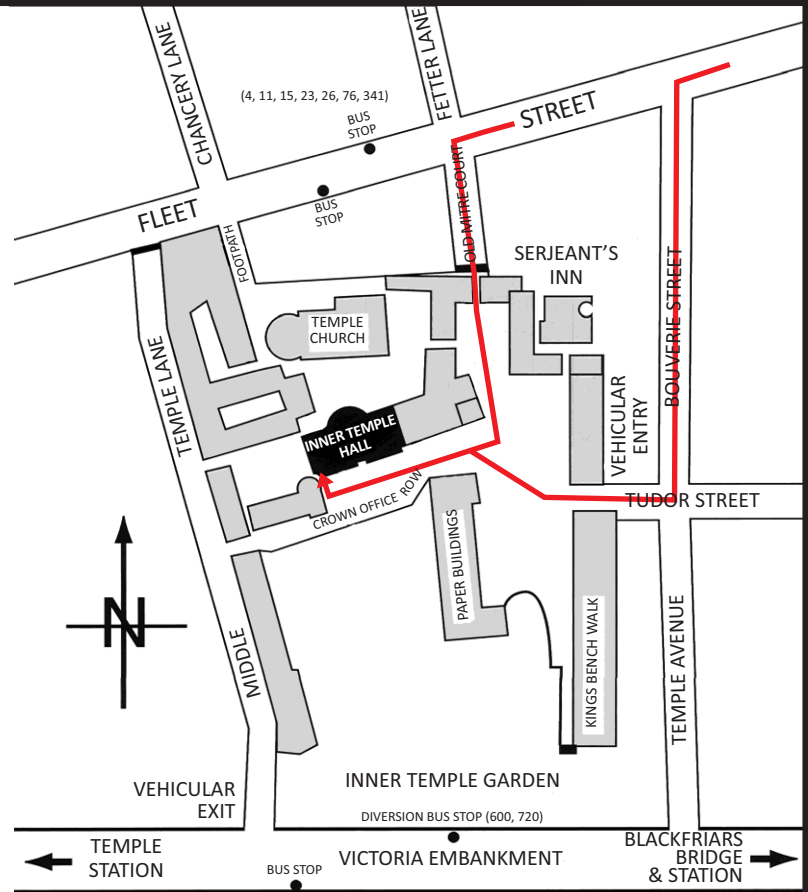 CHANCERY LANE
FETTER LANE
(4, 11, 15, 23, 26, 76, 341)
BUS
STOP
STREET
FLEET
BUS
STOP
OLD MITRE COURT
FOOTPATH
SERJEANT’S
INN
TEMPLE
CHURCH
BOUVERIE STREET
TEMPLE LANE
VEHICULAR
ENTRY
INNER TEMPLE
HALL
CROWN OFFICE ROW
TUDOR STREET
PAPER BUILDINGS
N
KINGS BENCH WALK
TEMPLE AVENUE
MIDDLE
INNER TEMPLE GARDEN
VEHICULAR
EXIT
DIVERSION BUS STOP (600, 720)
TEMPLE
STATION
VICTORIA EMBANKMENT
BLACKFRIARS
BRIDGE
& STATION
BUS STOP